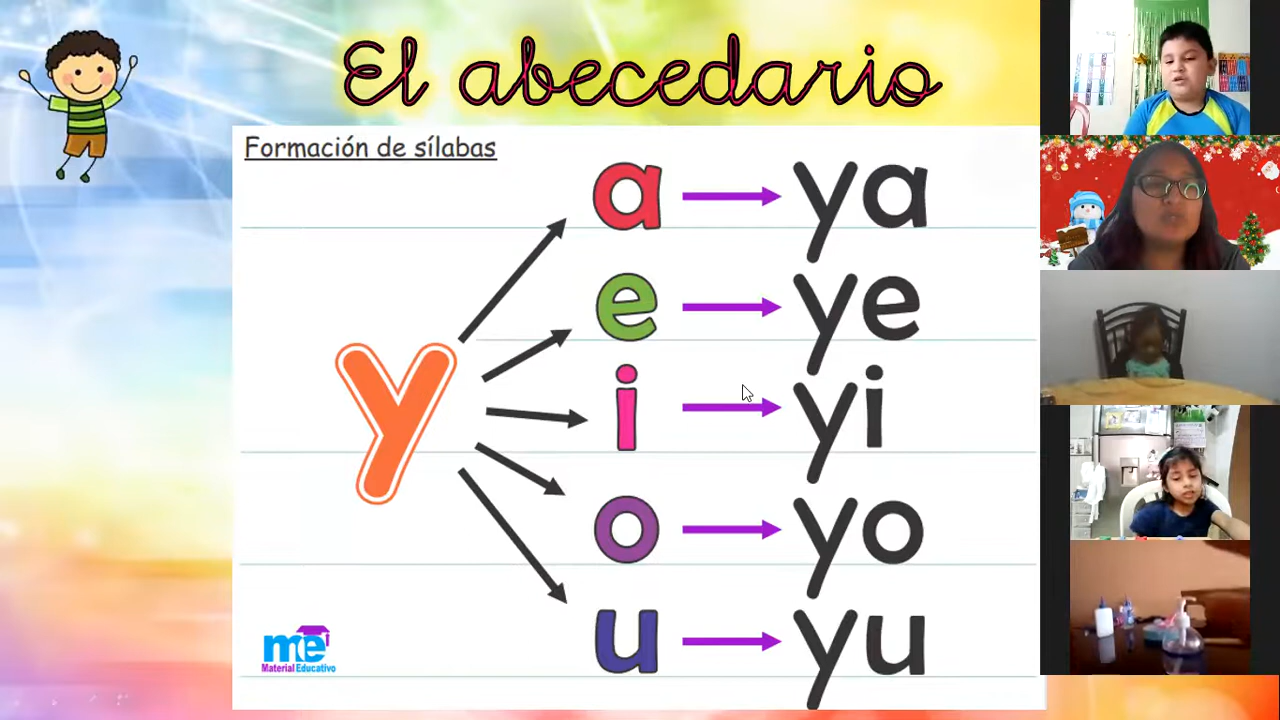 El abecedario
Formación de sílabas
a ya
e ye
y i yi
o yo
u yu
me
Material Educativo